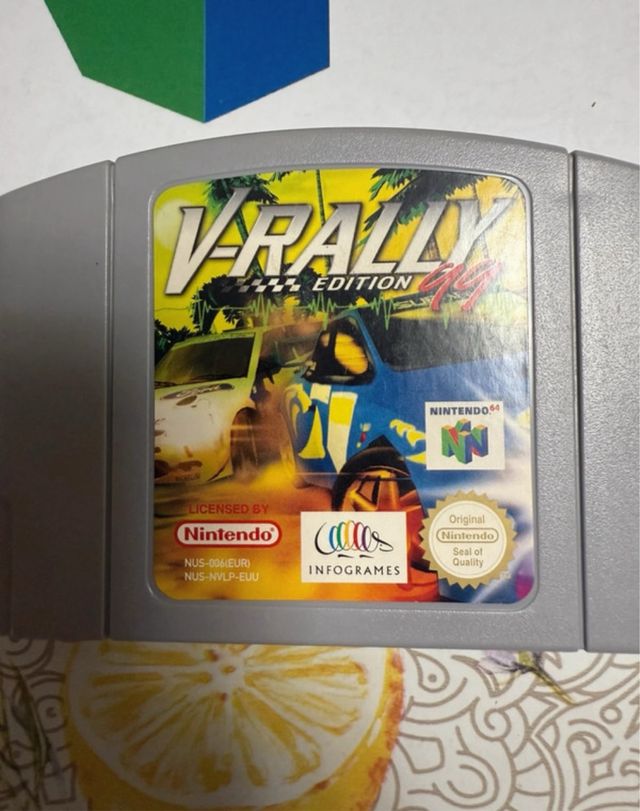 V-RALLY
EDITION 99
NINTENDO64
LICENSED BY
Nintendo
NUS-006(EUR)
NUS-NVLP-EUU
INFOGRAMES
Original
Nintendo
Seal of
Quality